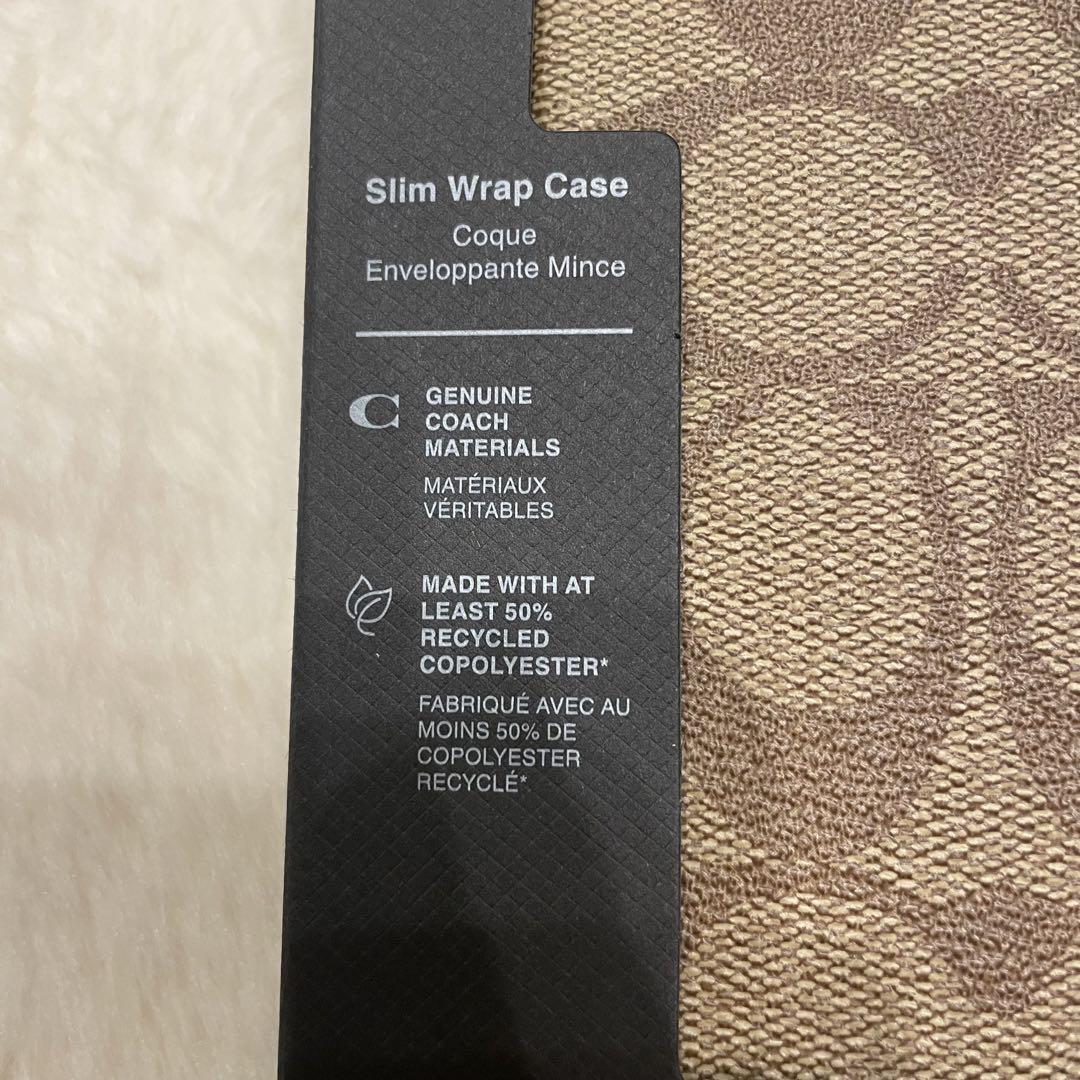 Slim Wrap Case
Coque
Enveloppante Mince
C
GENUINE
COACH
MATERIALS
MATÉRIAUX
VÉRITABLES
MADE WITH AT
LEAST 50%
RECYCLED
COPOLYESTER*
FABRIQUÉ AVEC AU
MOINS 50% DE
COPOLYESTER
RECYCLÉ*